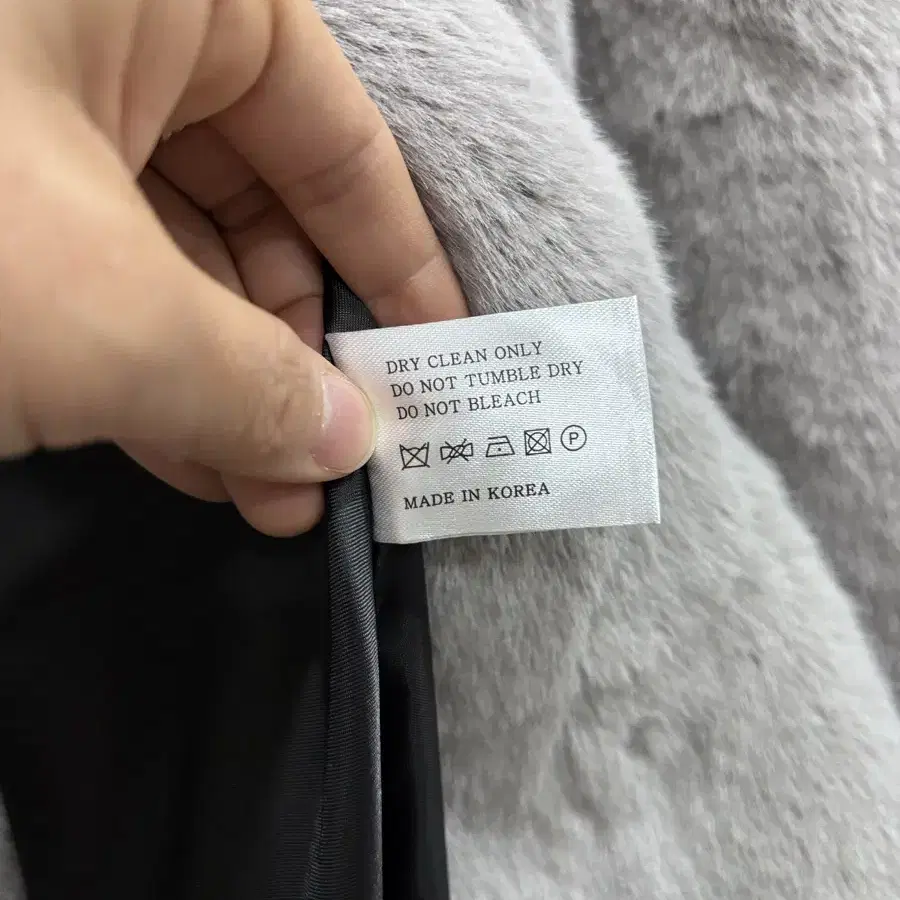 DRY CLEAN ONLY
DO NOT TUMBLE DRY
DO NOT BLEACH
P
MADE IN KOREA